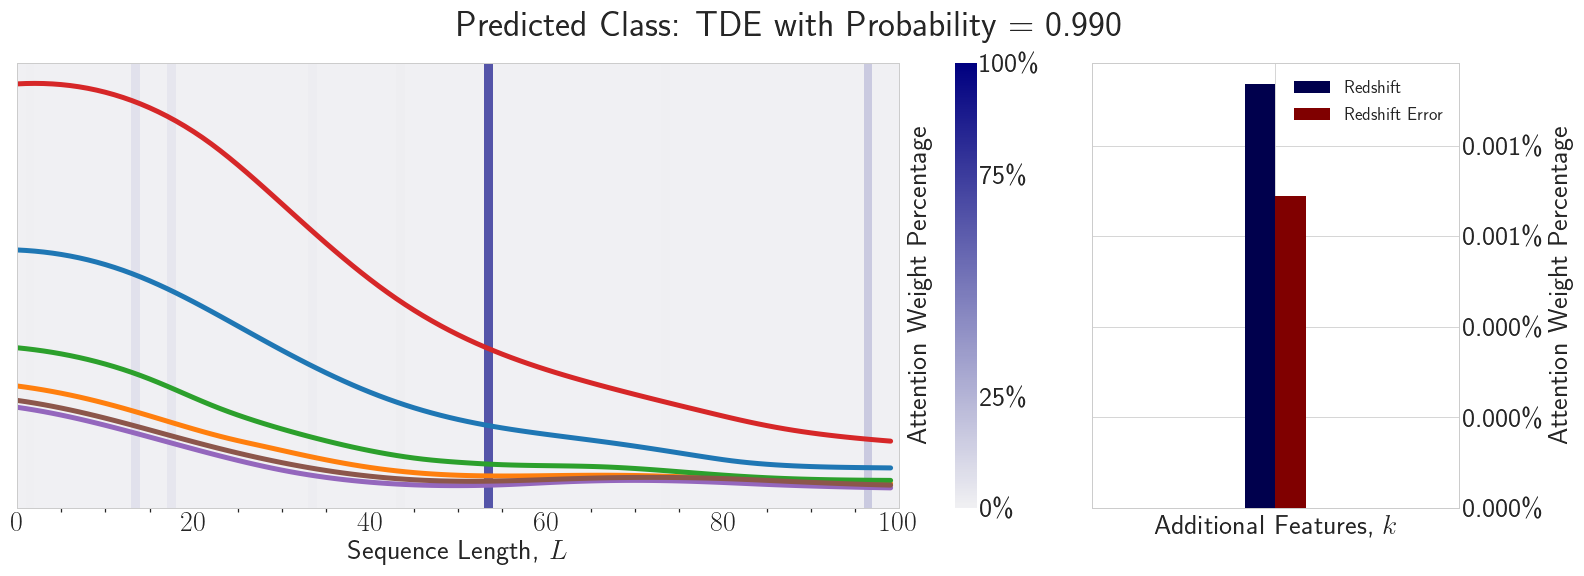 Predicted Class: TDE with Probability = 0.990
0 20 40 60 80 100
Sequence Length, L
100%
75%
25%
0%
Attention Weight Percentage
Redshift
Redshift Error
0.001%
0.001%
0.000%
0.000%
0.000%
Attention Weight Percentage
Additional Features, k